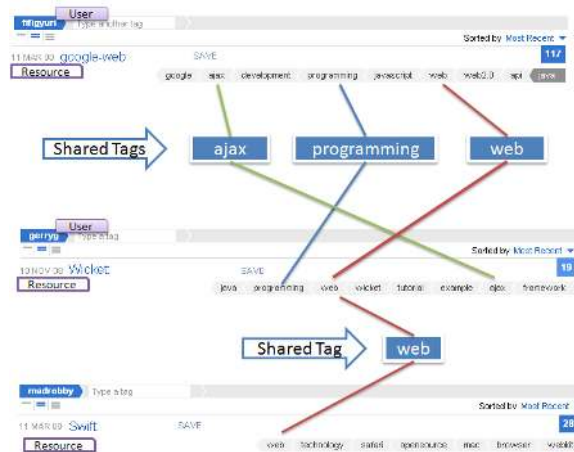 User
fifigyuri Type another tag
Sorted by Most Recent
11 MAR 09 google-web SAVE 117
Resource
google ajax development programming javascript web web2.0 api java
Shared Tags ajax programming web
User
gerryg Type a tag
Sorted by Most Recent
10 NOV 08 Wicket SAVE 19
Resource
java programming web wicket tutorial example ajax framework
Shared Tag web
madrobby Type a tag
Sorted by Most Recent
11 MAR 09 Swift SAVE 28
Resource
web technology safari opensource mac browser webkit